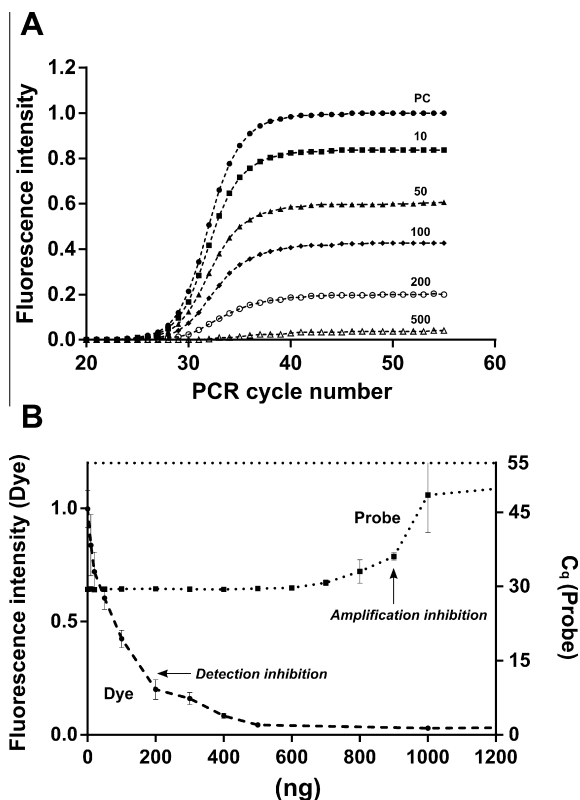 A
Fluorescence intensity
1.2
1.0
0.8
0.6
0.4
0.2
0.0
PC
10
50
100
200
500
20 30 40 50 60
PCR cycle number
B
Fluorescence intensity (Dye)
1.0
0.5
0.0
55
45
30
15
0
Cq (Probe)
Probe
Amplification inhibition
Detection inhibition
Dye
0 200 400 600 800 1000 1200
(ng)